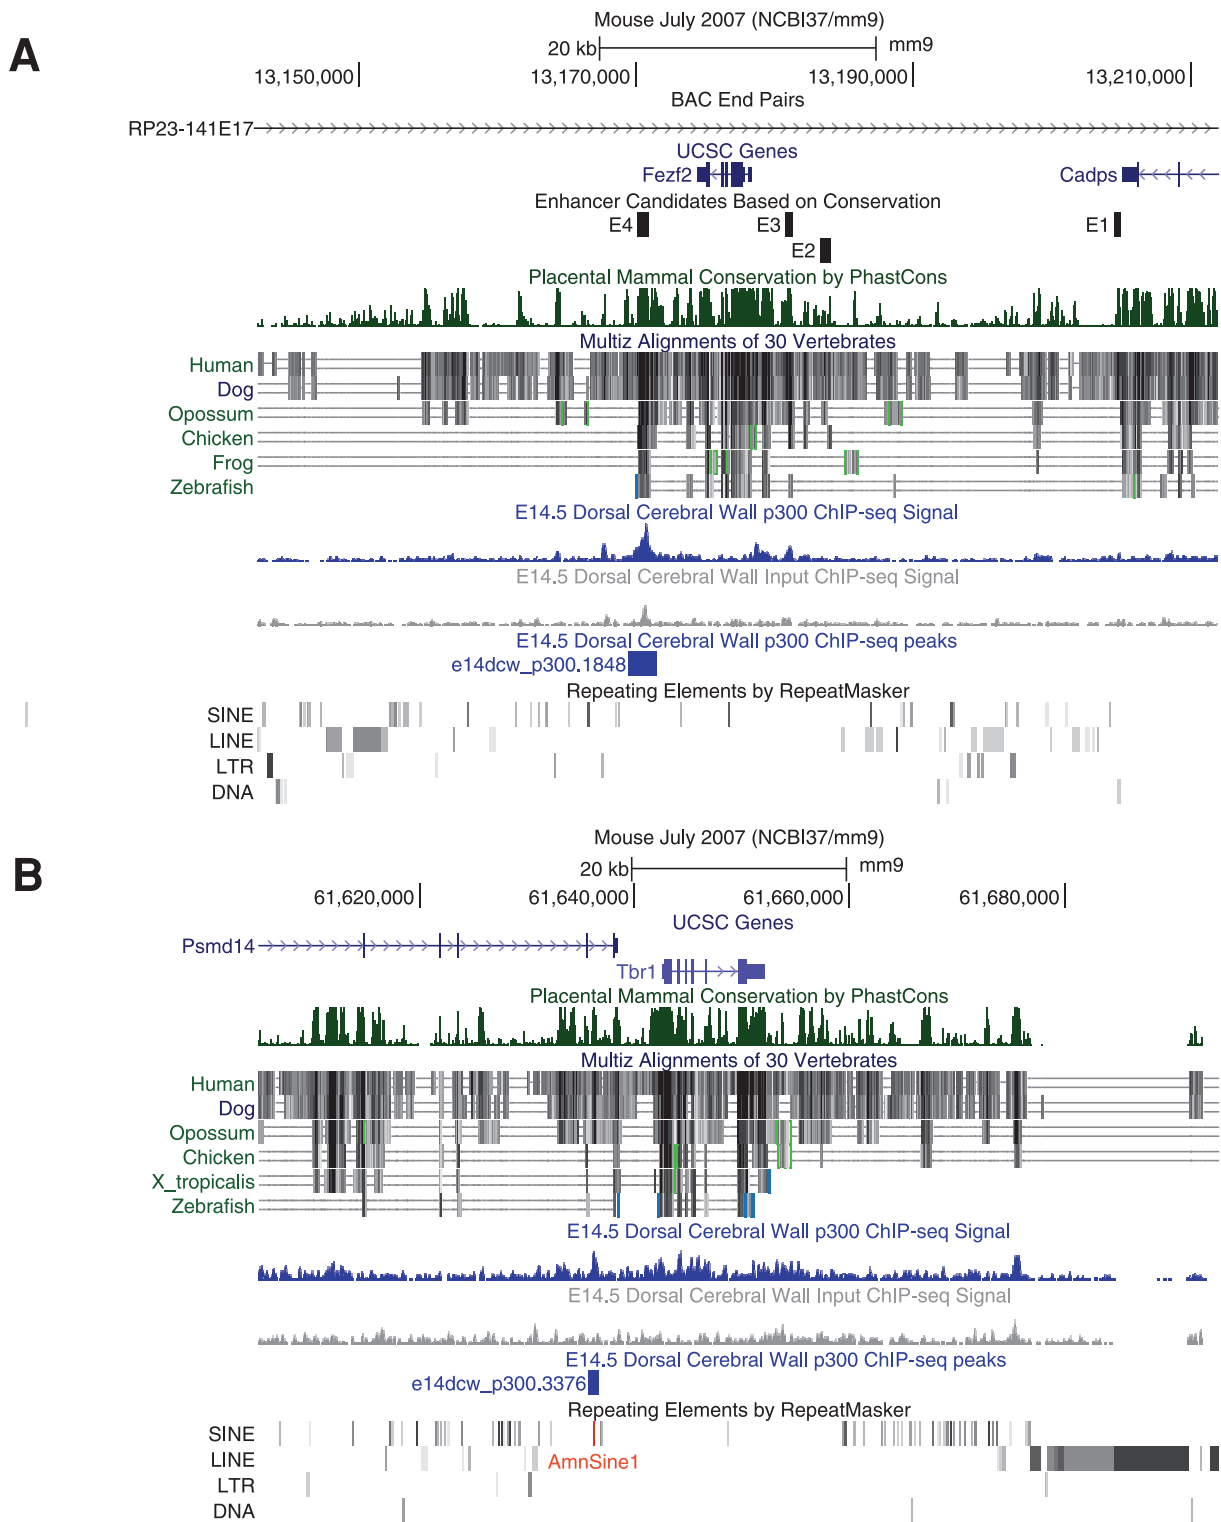 A
Mouse July 2007 (NCBI37/mm9)
20 kb mm9
13,150,000 13,170,000 13,190,000 13,210,000
BAC End Pairs
RP23-141E17
UCSC Genes
Fezf2 Cadps
Enhancer Candidates Based on Conservation
E4 E3 E1
E2
Placental Mammal Conservation by PhastCons
Multiz Alignments of 30 Vertebrates
Human
Dog
Opossum
Chicken
Frog
Zebrafish
E14.5 Dorsal Cerebral Wall p300 ChIP-seq Signal
E14.5 Dorsal Cerebral Wall Input ChIP-seq Signal
E14.5 Dorsal Cerebral Wall p300 ChIP-seq peaks
e14dcw_p300.1848
Repeating Elements by RepeatMasker
SINE
LINE
LTR
DNA
B
Mouse July 2007 (NCBI37/mm9)
20 kb mm9
61,620,000 61,640,000 61,660,000 61,680,000
UCSC Genes
Psmd14
Tbr1
Placental Mammal Conservation by PhastCons
Multiz Alignments of 30 Vertebrates
Human
Dog
Opossum
Chicken
X_tropicalis
Zebrafish
E14.5 Dorsal Cerebral Wall p300 ChIP-seq Signal
E14.5 Dorsal Cerebral Wall Input ChIP-seq Signal
E14.5 Dorsal Cerebral Wall p300 ChIP-seq peaks
e14dcw_p300.3376
Repeating Elements by RepeatMasker
SINE
LINE AmnSine1
LTR
DNA